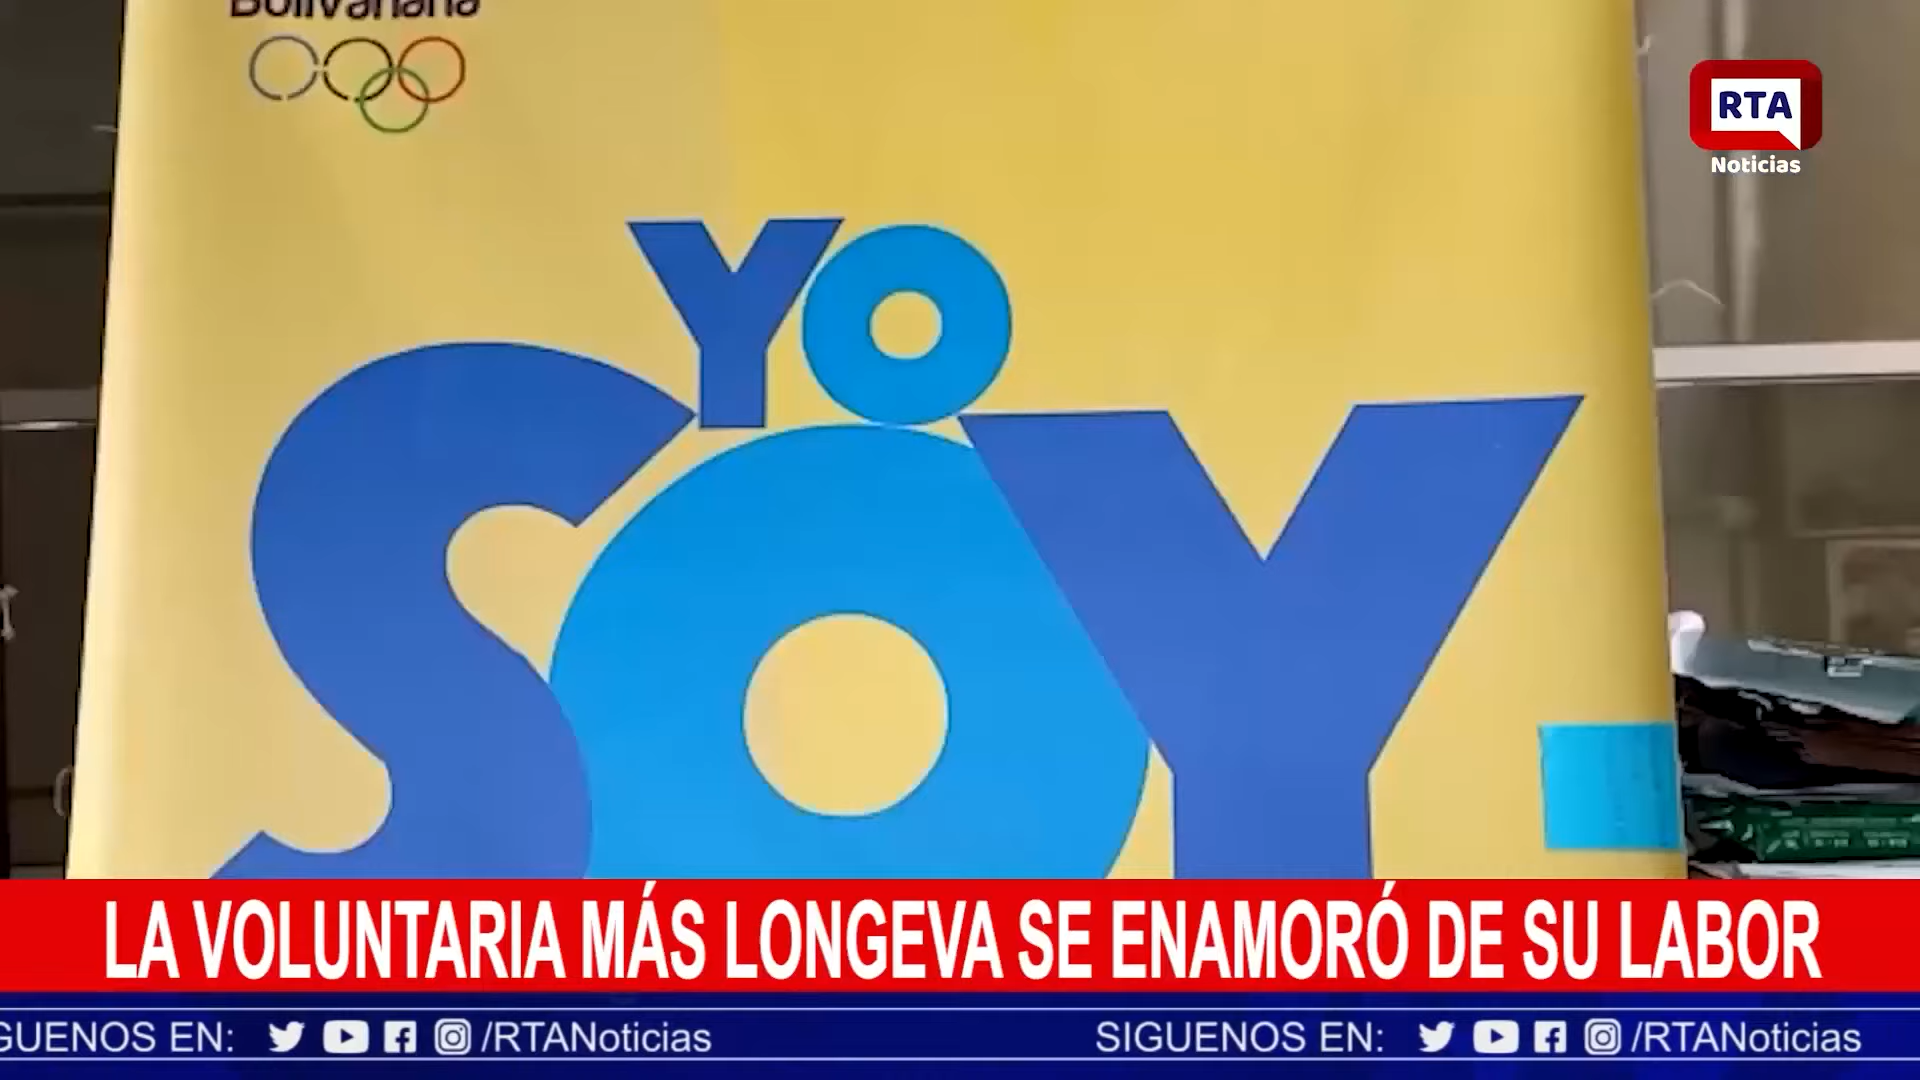 Bolivariana
RTA
Noticias
YO
SOY
LA VOLUNTARIA MÁS LONGEVA SE ENAMORÓ DE SU LABOR
GUENOS EN: /RTANoticias SIGUENOS EN: /RTANoticias